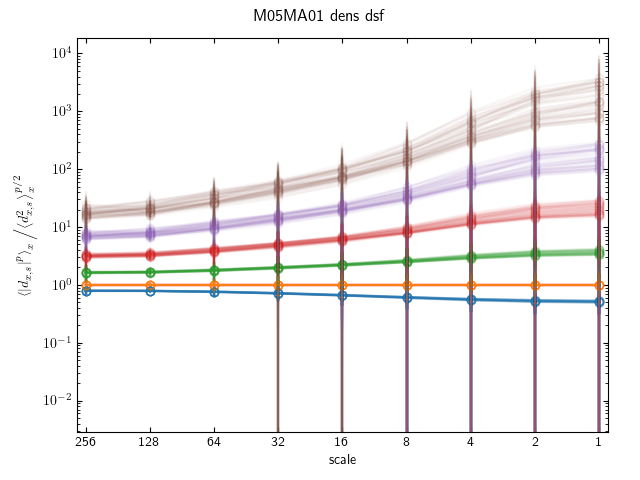 M05MA01 dens dsf
⟨|d_{x,s}|^p⟩_x / ⟨d^2_{x,s}⟩_x^{p/2}
10^4
10^3
10^2
10^1
10^0
10^{-1}
10^{-2}
256 128 64 32 16 8 4 2 1
scale